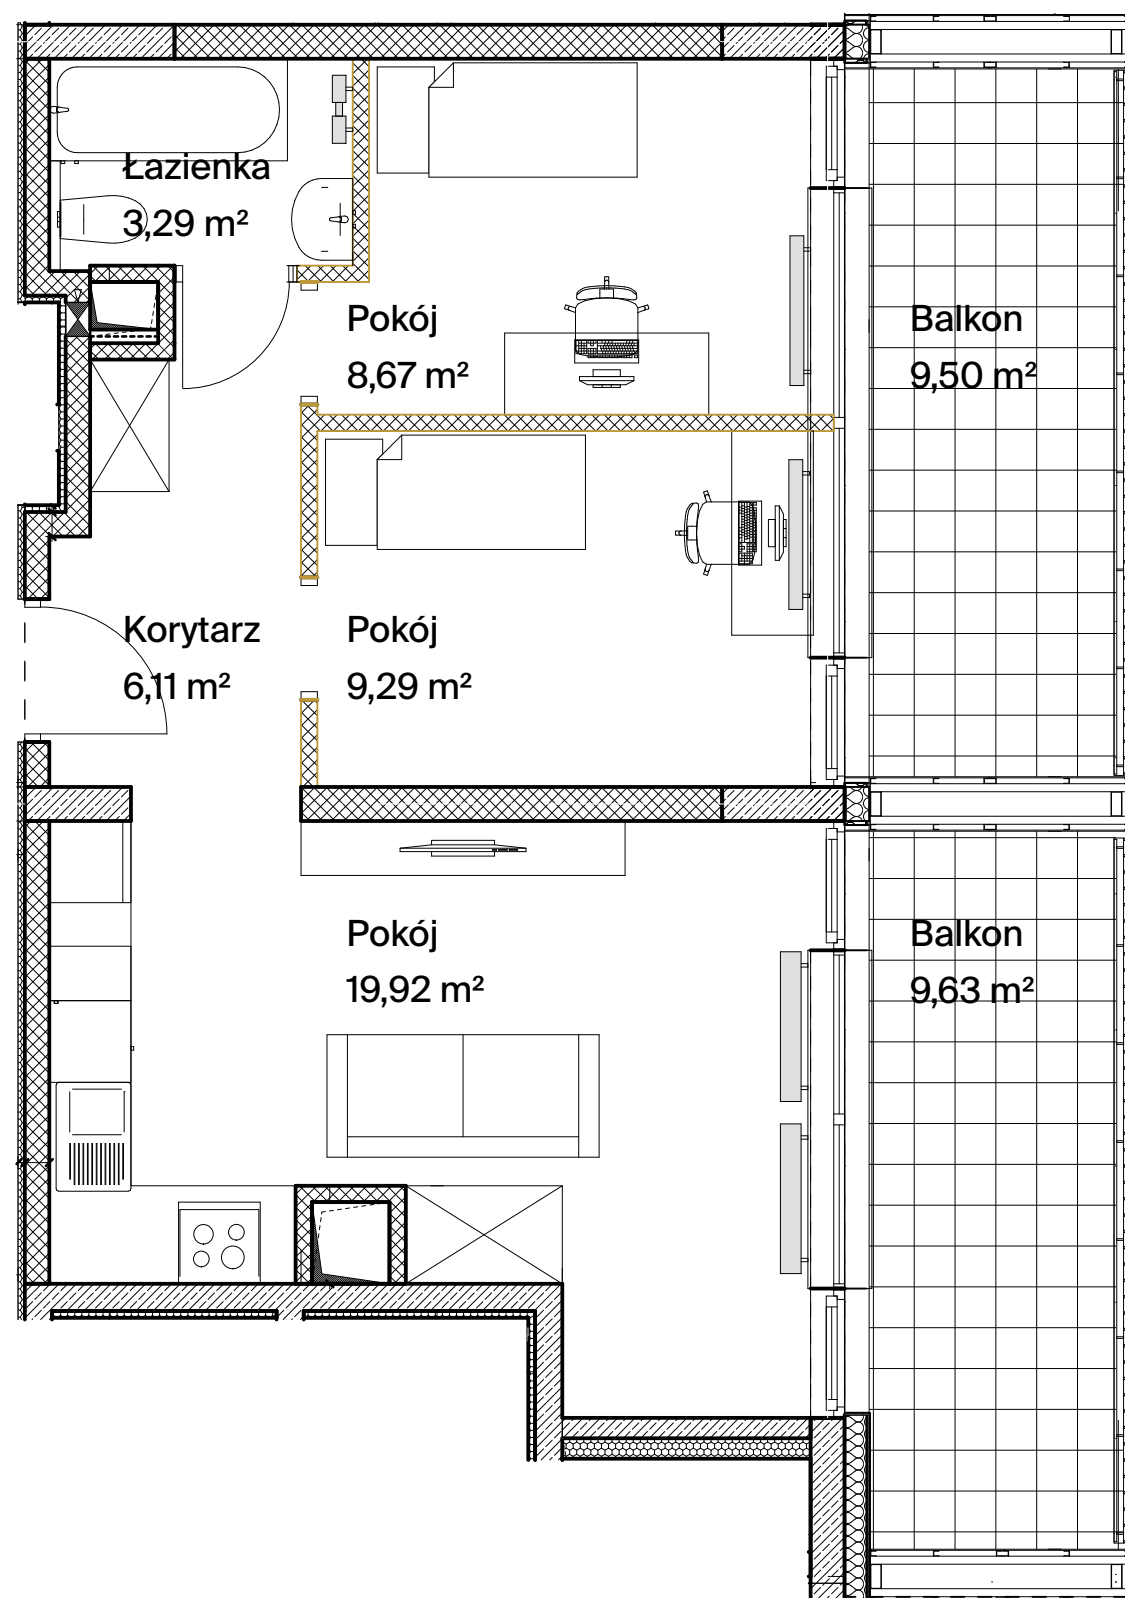 Łazienka
3,29 m²
Pokój
8,67 m²
Balkon
9,50 m²
Korytarz
6,11 m²
Pokój
9,29 m²
Pokój
19,92 m²
Balkon
9,63 m²